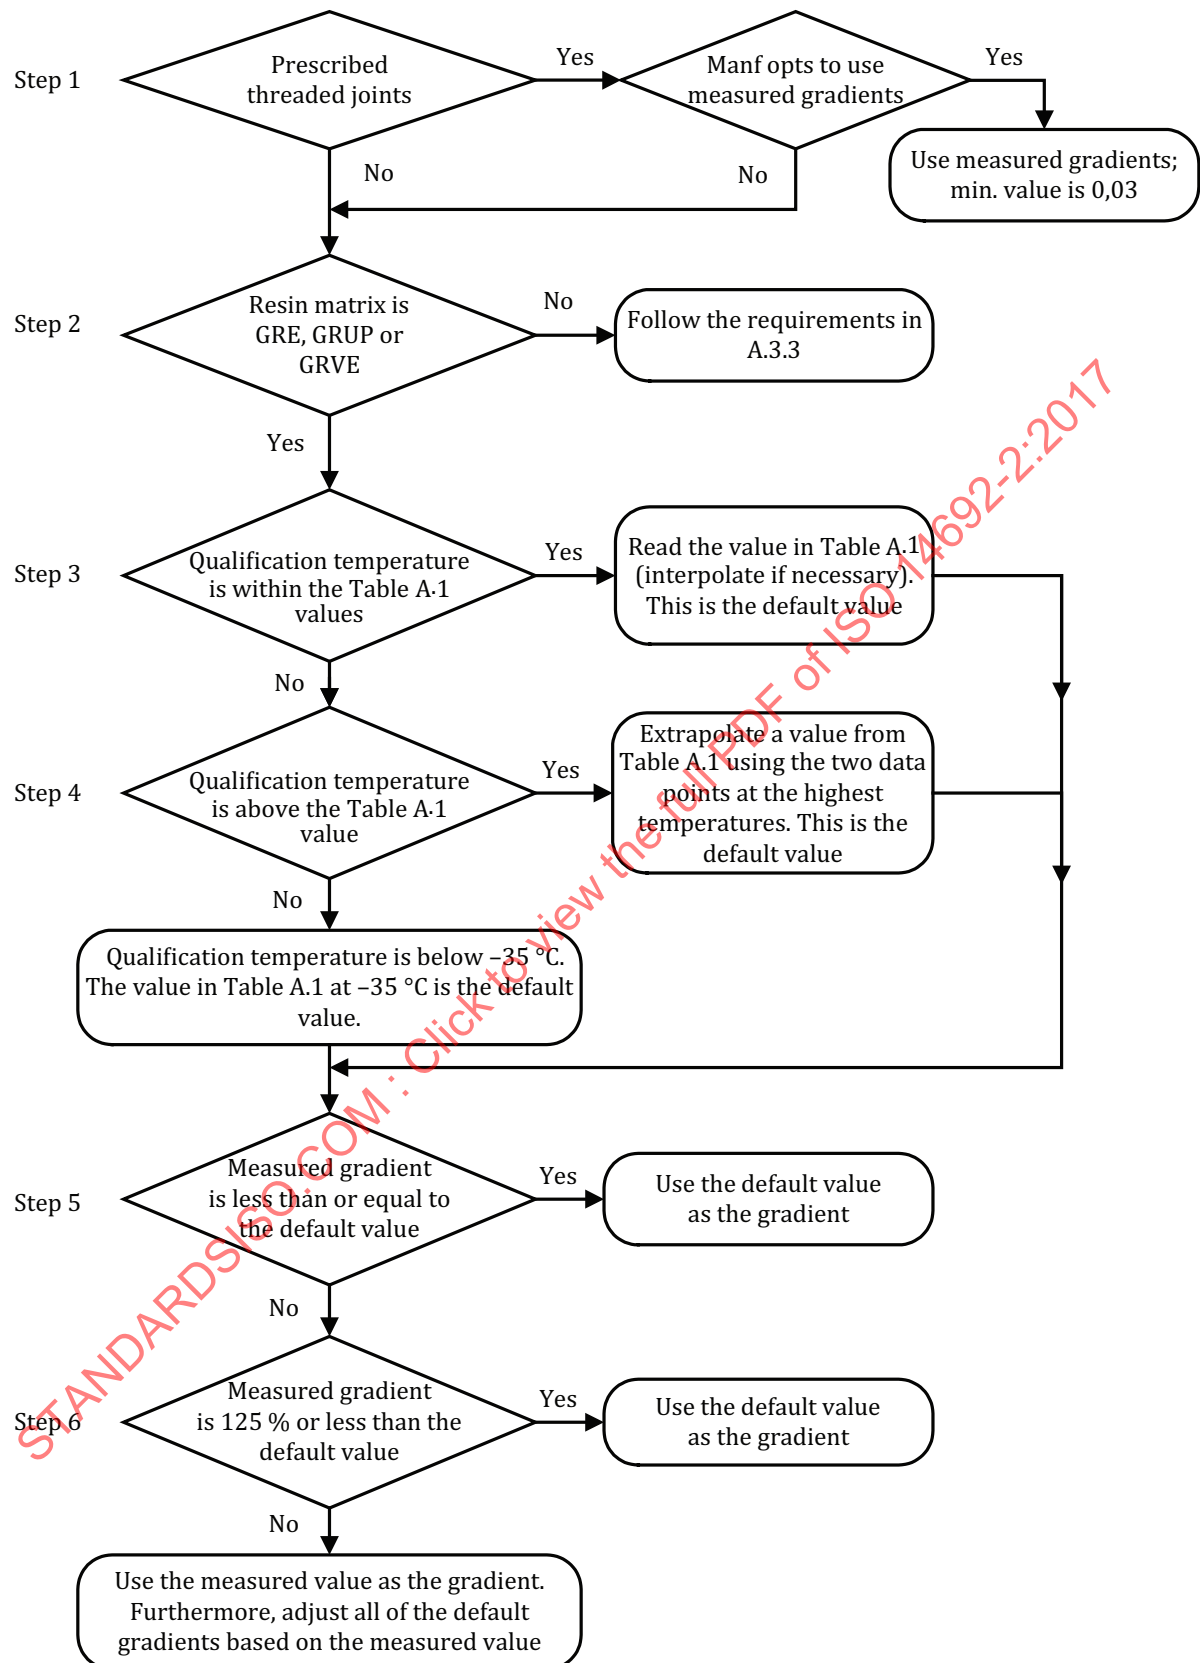 Step 1
Prescribed
threaded joints
Yes
Manf opts to use
measured gradients
Yes
Use measured gradients;
min. value is 0,03
No
No
Step 2
Resin matrix is
GRE, GRUP or
GRVE
No
Follow the requirements in
A.3.3
Yes
Step 3
Qualification temperature
is within the Table A.1
values
Yes
Read the value in Table A.1
(interpolate if necessary).
This is the default value
No
Step 4
Qualification temperature
is above the Table A.1
value
Yes
Extrapolate a value from
Table A.1 using the two data
points at the highest
temperatures. This is the
default value
No
Qualification temperature is below –35 °C.
The value in Table A.1 at –35 °C is the default
value.
Step 5
Measured gradient
is less than or equal to
the default value
Yes
Use the default value
as the gradient
No
Step 6
Measured gradient
is 125 % or less than the
default value
Yes
Use the default value
as the gradient
No
Use the measured value as the gradient.
Furthermore, adjust all of the default
gradients based on the measured value
STANDARDSISO.COM : Click to view the full PDF of ISO 14692-2:2017